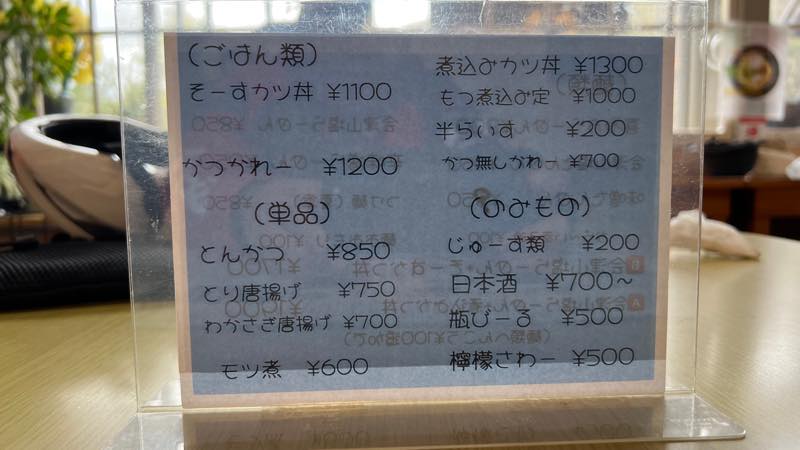 (ごはん類)
そーすカツ丼 ¥1100
かつかれー ¥1200
煮込みカツ丼 ¥1300
もつ煮込み定 ¥1000
半らいす ¥200
かつ無しかれー ¥700
(単品)
とんかつ ¥850
とり唐揚げ ¥750
わかさぎ唐揚げ ¥700
モツ煮 ¥600
(のみもの)
じゅーす類 ¥200
日本酒 ¥700~
瓶びーる ¥500
檸檬さわー ¥500